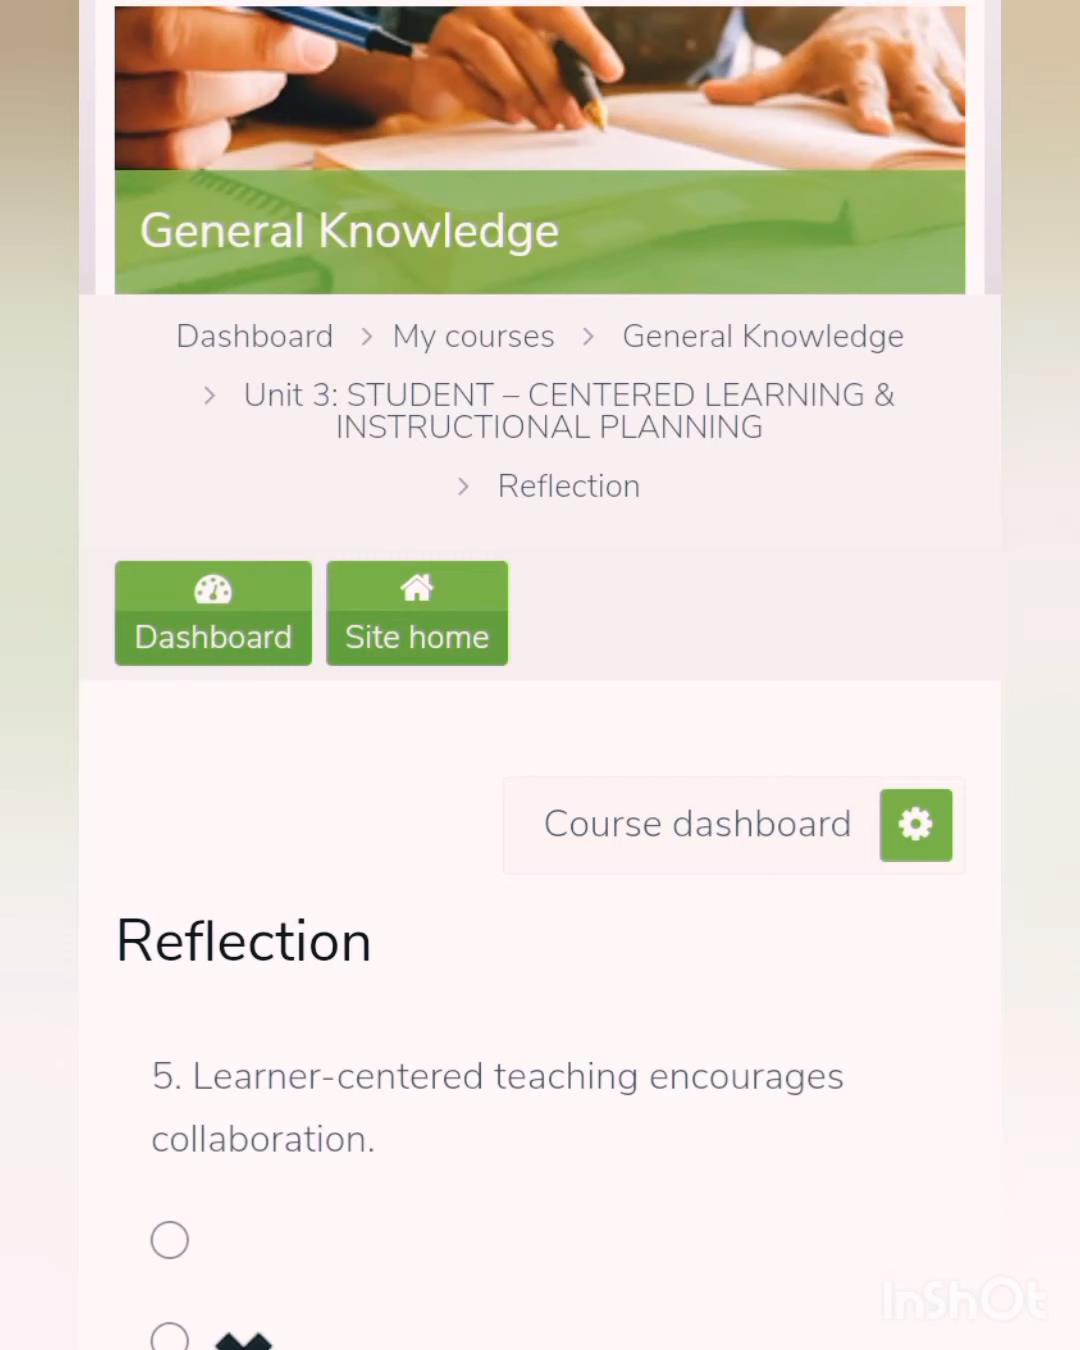 General Knowledge
Dashboard > My courses > General Knowledge
> Unit 3: STUDENT – CENTERED LEARNING &
INSTRUCTIONAL PLANNING
> Reflection
Dashboard
Site home
Course dashboard
Reflection
5. Learner-centered teaching encourages
collaboration.
InShOt